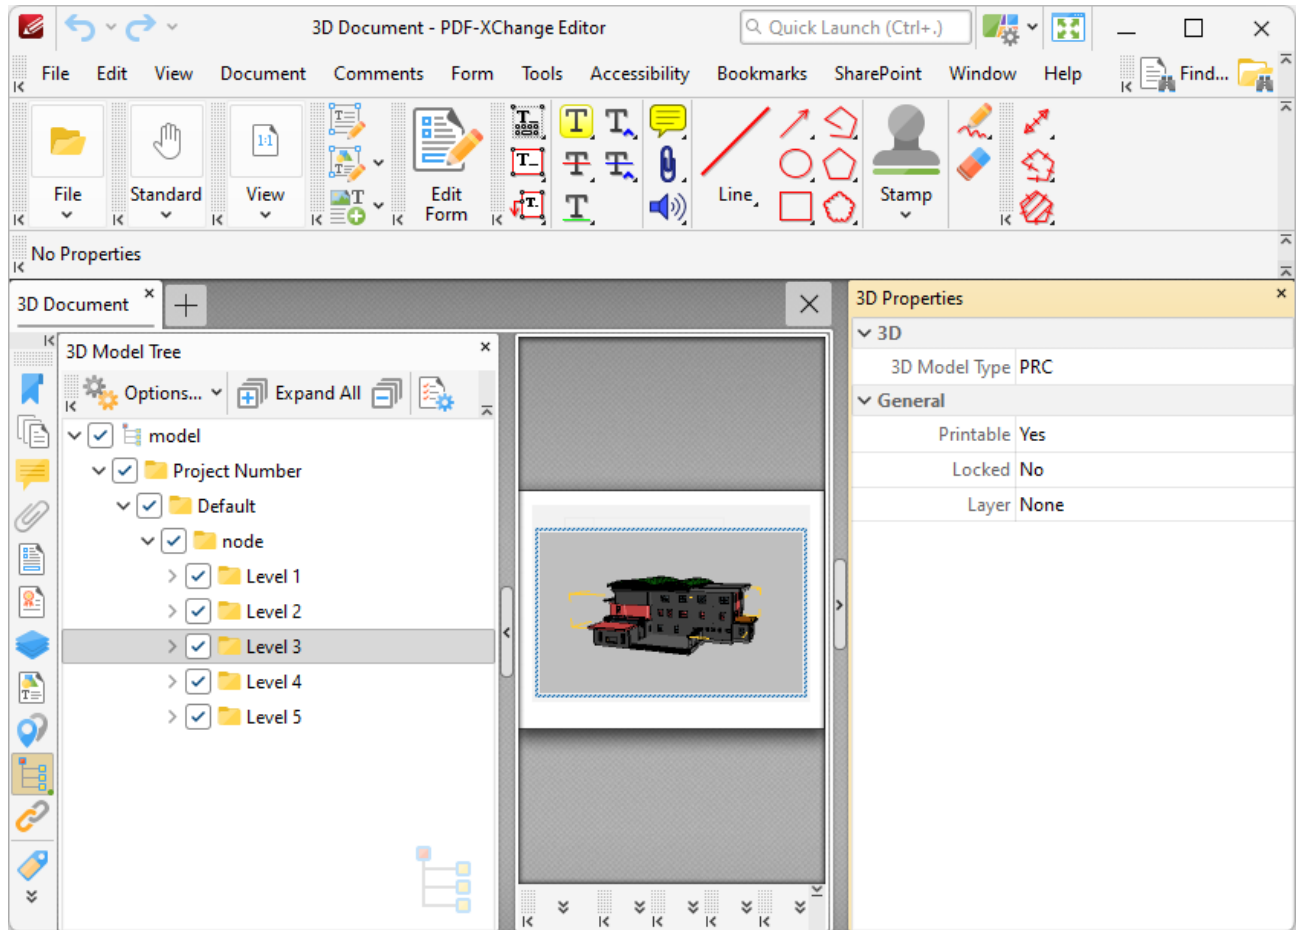 3D Document - PDF-XChange Editor
Quick Launch (Ctrl+.)
File Edit View Document Comments Form Tools Accessibility Bookmarks SharePoint Window Help Find...
1:1
File Standard View Edit Form Line Stamp
No Properties
3D Document
3D Model Tree
Options... Expand All
model
Project Number
Default
node
Level 1
Level 2
Level 3
Level 4
Level 5
3D Properties
3D
3D Model Type PRC
General
Printable Yes
Locked No
Layer None